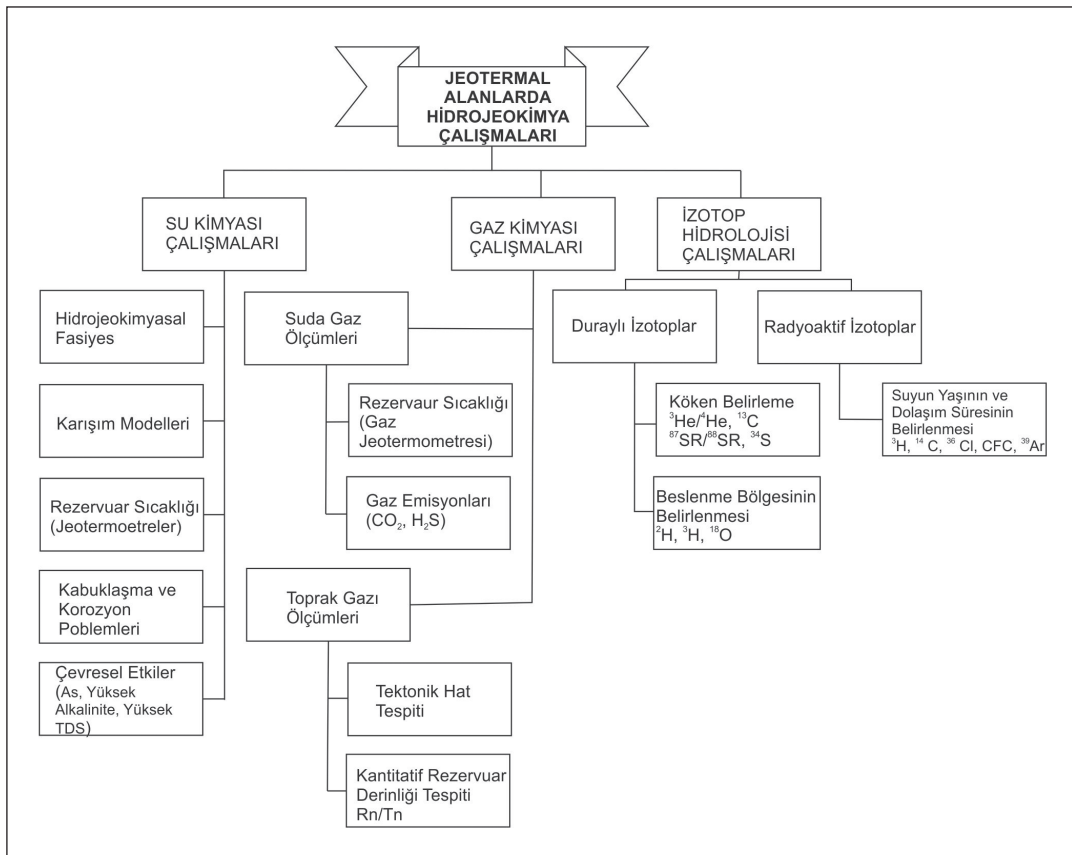 JEOTERMAL
ALANLARDA
HİDROJEOKİMYA
ÇALIŞMALARI
SU KİMYASI
ÇALIŞMALARI
GAZ KİMYASI
ÇALIŞMALARI
İZOTOP
HİDROLOJİSİ
ÇALIŞMALARI
Hidrojeokimyasal
Fasiyes
Karışım Modelleri
Rezervuar Sıcaklığı
(Jeotermoetreler)
Kabuklaşma ve
Korozyon
Poblemleri
Çevresel Etkiler
(As, Yüksek
Alkalinite, Yüksek
TDS)
Suda Gaz
Ölçümleri
Rezervaur Sıcaklığı
(Gaz
Jeotermometresi)
Gaz Emisyonları
(CO₂, H₂S)
Toprak Gazı
Ölçümleri
Tektonik Hat
Tespiti
Kantitatif Rezervuar
Derinliği Tespiti
Rn/Tn
Duraylı İzotoplar
Köken Belirleme
³He/⁴He, ¹³C
⁸⁷SR/⁸⁸SR, ³⁴S
Beslenme Bölgesinin
Belirlenmesi
²H, ³H, ¹⁸O
Radyoaktif İzotoplar
Suyun Yaşının ve
Dolaşım Süresinin
Belirlenmesi
³H, ¹⁴ C, ³⁶ Cl, CFC, ³⁹Ar